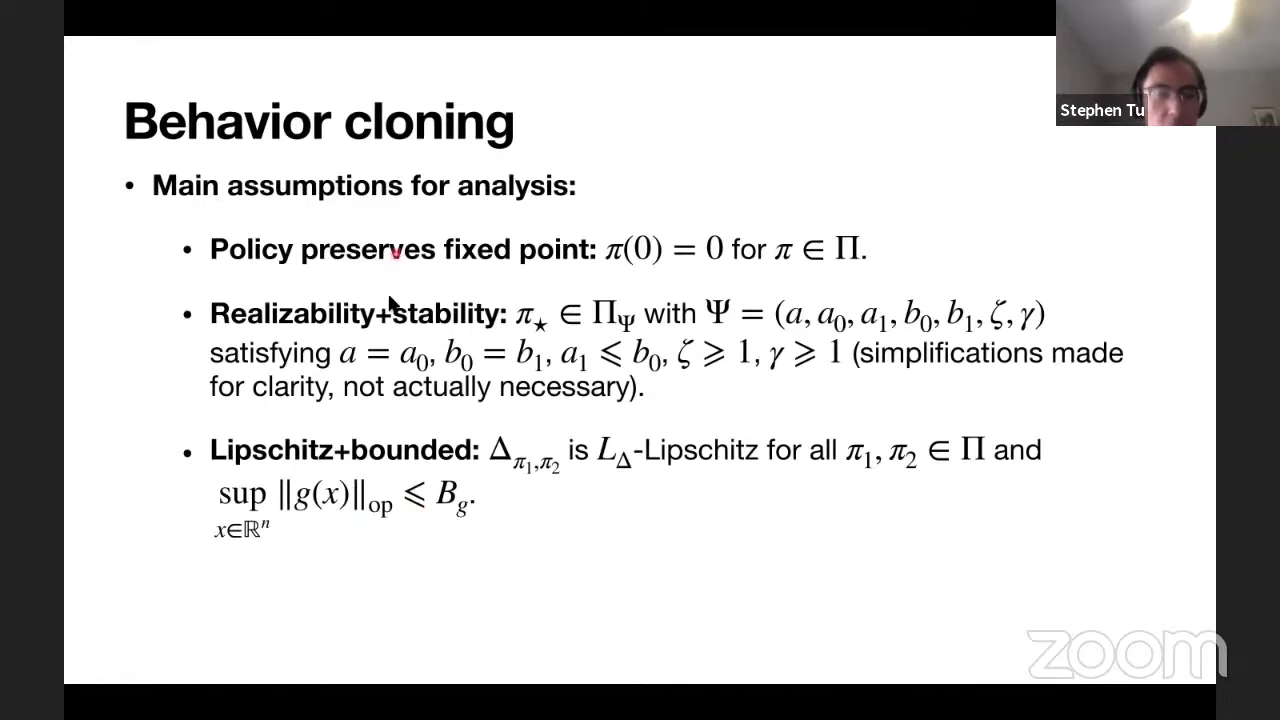 Stephen Tu
Behavior cloning
• Main assumptions for analysis:
• Policy preserves fixed point: π(0) = 0 for π ∈ Π.
• Realizability+stability: π⋆ ∈ Π_Ψ with Ψ = (a, a₀, a₁, b₀, b₁, ζ, γ)
satisfying a = a₀, b₀ = b₁, a₁ ⩽ b₀, ζ ⩾ 1, γ ⩾ 1 (simplifications made
for clarity, not actually necessary).
• Lipschitz+bounded: Δ_{π₁,π₂} is L_Δ-Lipschitz for all π₁, π₂ ∈ Π and
sup ‖g(x)‖_op ⩽ B_g.
x∈ℝⁿ
zoom